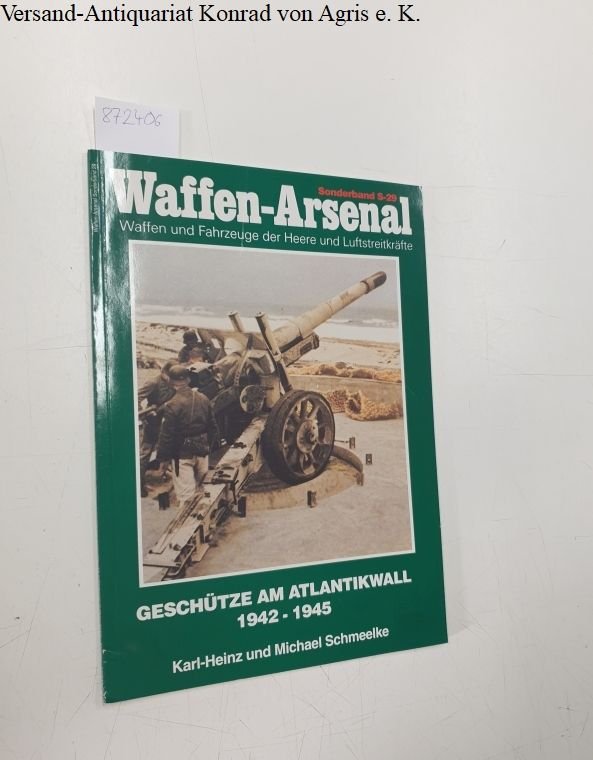 Versand-Antiquariat Konrad von Agris e. K.
872406
Sonderband S-29
Waffen-Arsenal
Waffen und Fahrzeuge der Heere und Luftstreitkräfte
GESCHÜTZE AM ATLANTIKWALL
1942 - 1945
Karl-Heinz und Michael Schmeelke